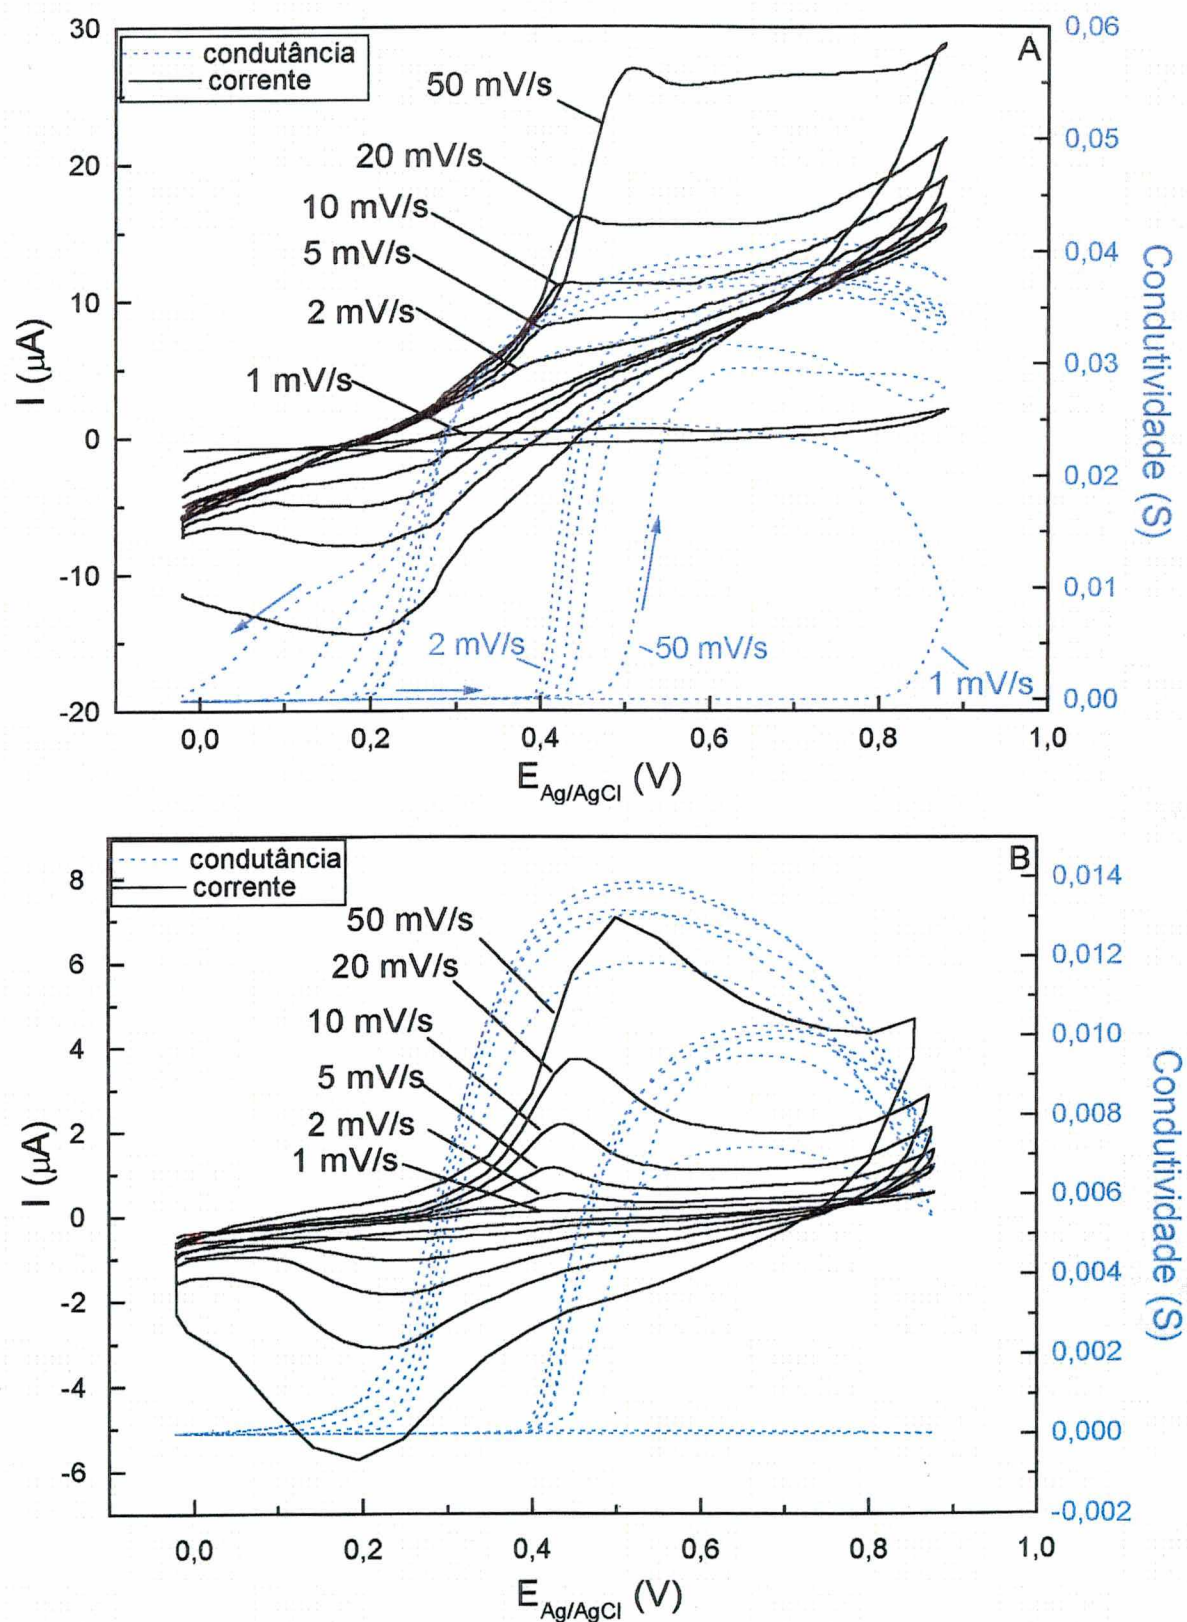 30
20
10
0
-10
-20
I (µA)
condutância
corrente
A
50 mV/s
20 mV/s
10 mV/s
5 mV/s
2 mV/s
1 mV/s
2 mV/s
50 mV/s
1 mV/s
0,06
0,05
0,04
0,03
0,02
0,01
0,00
Condutividade (S)
0,0 0,2 0,4 0,6 0,8 1,0
E Ag/AgCl (V)
8
6
4
2
0
-2
-4
-6
I (µA)
condutância
corrente
B
50 mV/s
20 mV/s
10 mV/s
5 mV/s
2 mV/s
1 mV/s
0,014
0,012
0,010
0,008
0,006
0,004
0,002
0,000
-0,002
Condutividade (S)
0,0 0,2 0,4 0,6 0,8 1,0
E Ag/AgCl (V)